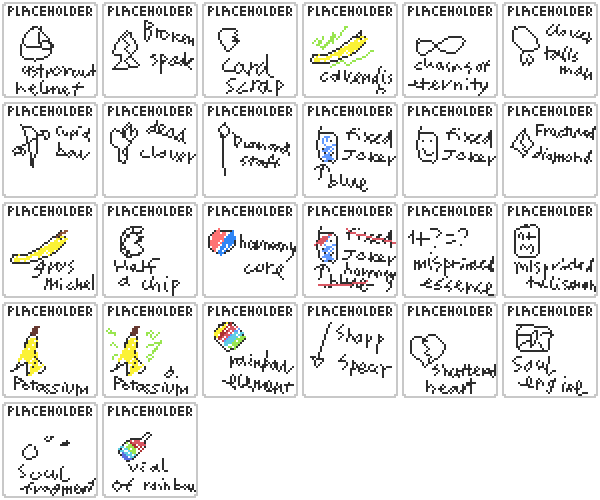 PLACEHOLDER PLACEHOLDER PLACEHOLDER PLACEHOLDER PLACEHOLDER PLACEHOLDER
astronaut helmet
Broken spade
Card Scrap
cavendis h
chains of eternity
clover talisman
PLACEHOLDER PLACEHOLDER PLACEHOLDER PLACEHOLDER PLACEHOLDER PLACEHOLDER
cupid bow
dead clover
Diamond staff
fixed Joker
↑ blue
fixed Joker
Fractured diamond
PLACEHOLDER PLACEHOLDER PLACEHOLDER PLACEHOLDER PLACEHOLDER PLACEHOLDER
gros Michel
Half a chip
harmony core
fixed Joker harmony
↑ blue
1+?=?
misprinted essence
misprinted talisman
PLACEHOLDER PLACEHOLDER PLACEHOLDER PLACEHOLDER PLACEHOLDER PLACEHOLDER
Potassium
Potassium
rainbow element
Sharp spear
shattered heart
Soul engine
PLACEHOLDER PLACEHOLDER
Soul fragment
vial of rainbow